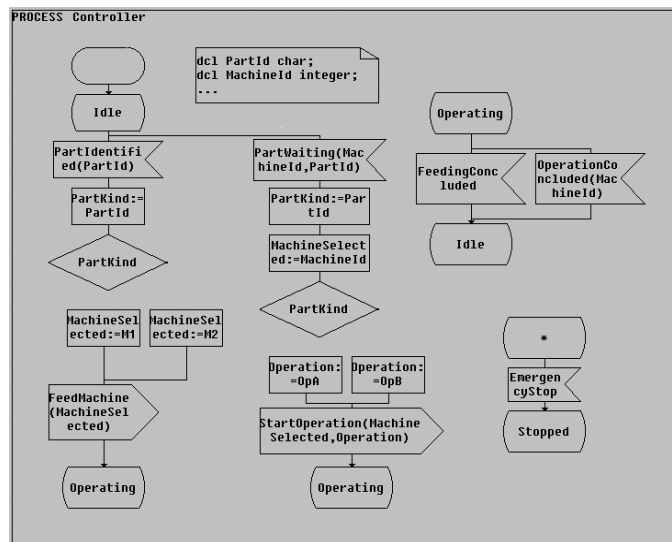 PROCESS Controller
dcl PartId char;
dcl MachineId integer;
...
Idle
PartIdentifi
ed(PartId)
PartKind:=
PartId
PartKind
MachineSel
ected:=M1
MachineSel
ected:=M2
FeedMachine
(MachineSel
ected)
Operating
PartWaiting(Mac
hineId,PartId)
PartKind:=Par
tId
MachineSelect
ed:=MachineId
PartKind
Operation:
=OpA
Operation:
=OpB
StartOperation(Machine
Selected,Operation)
Operating
Operating
FeedingConc
luded
OperationCo
ncluded(Mac
hineId)
Idle
*
Emergen
cyStop
Stopped